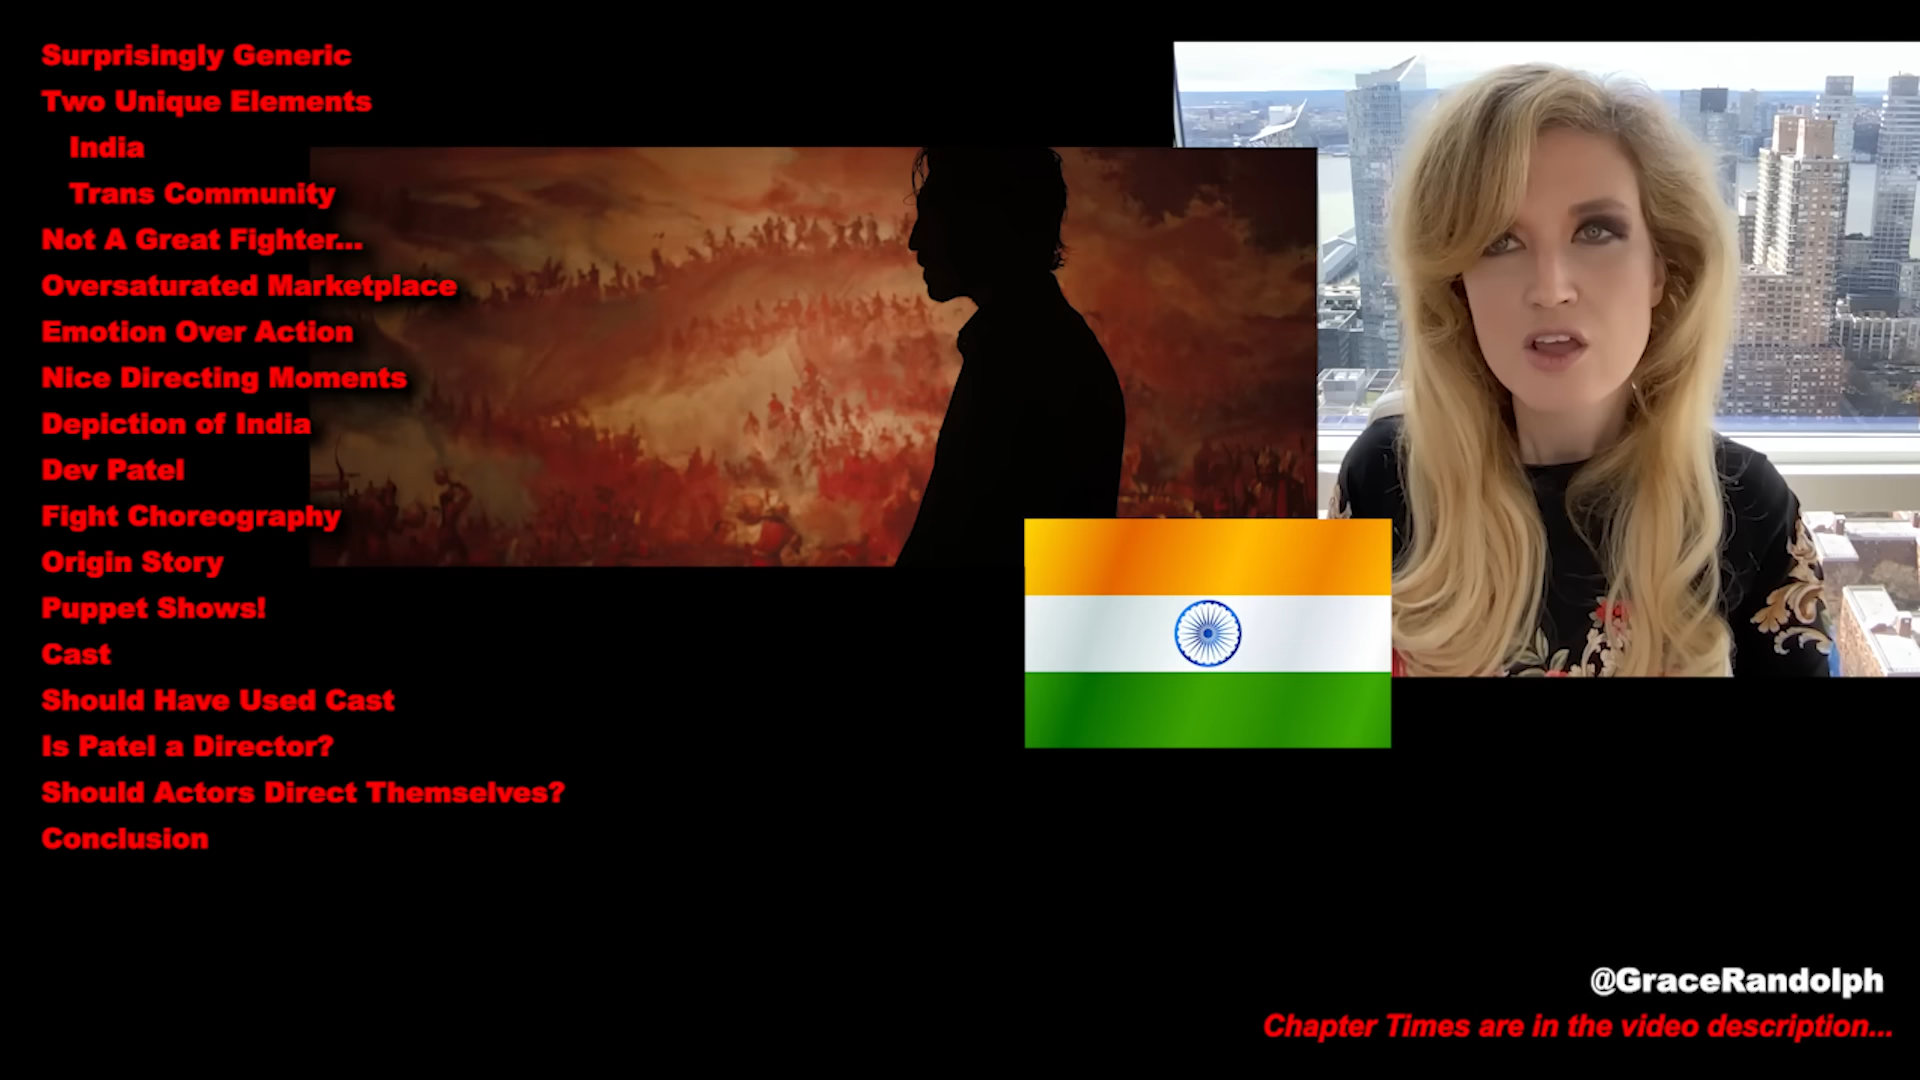 Surprisingly Generic
Two Unique Elements
India
Trans Community
Not A Great Fighter...
Oversaturated Marketplace
Emotion Over Action
Nice Directing Moments
Depiction of India
Dev Patel
Fight Choreography
Origin Story
Puppet Shows!
Cast
Should Have Used Cast
Is Patel a Director?
Should Actors Direct Themselves?
Conclusion
@GraceRandolph
Chapter Times are in the video description...